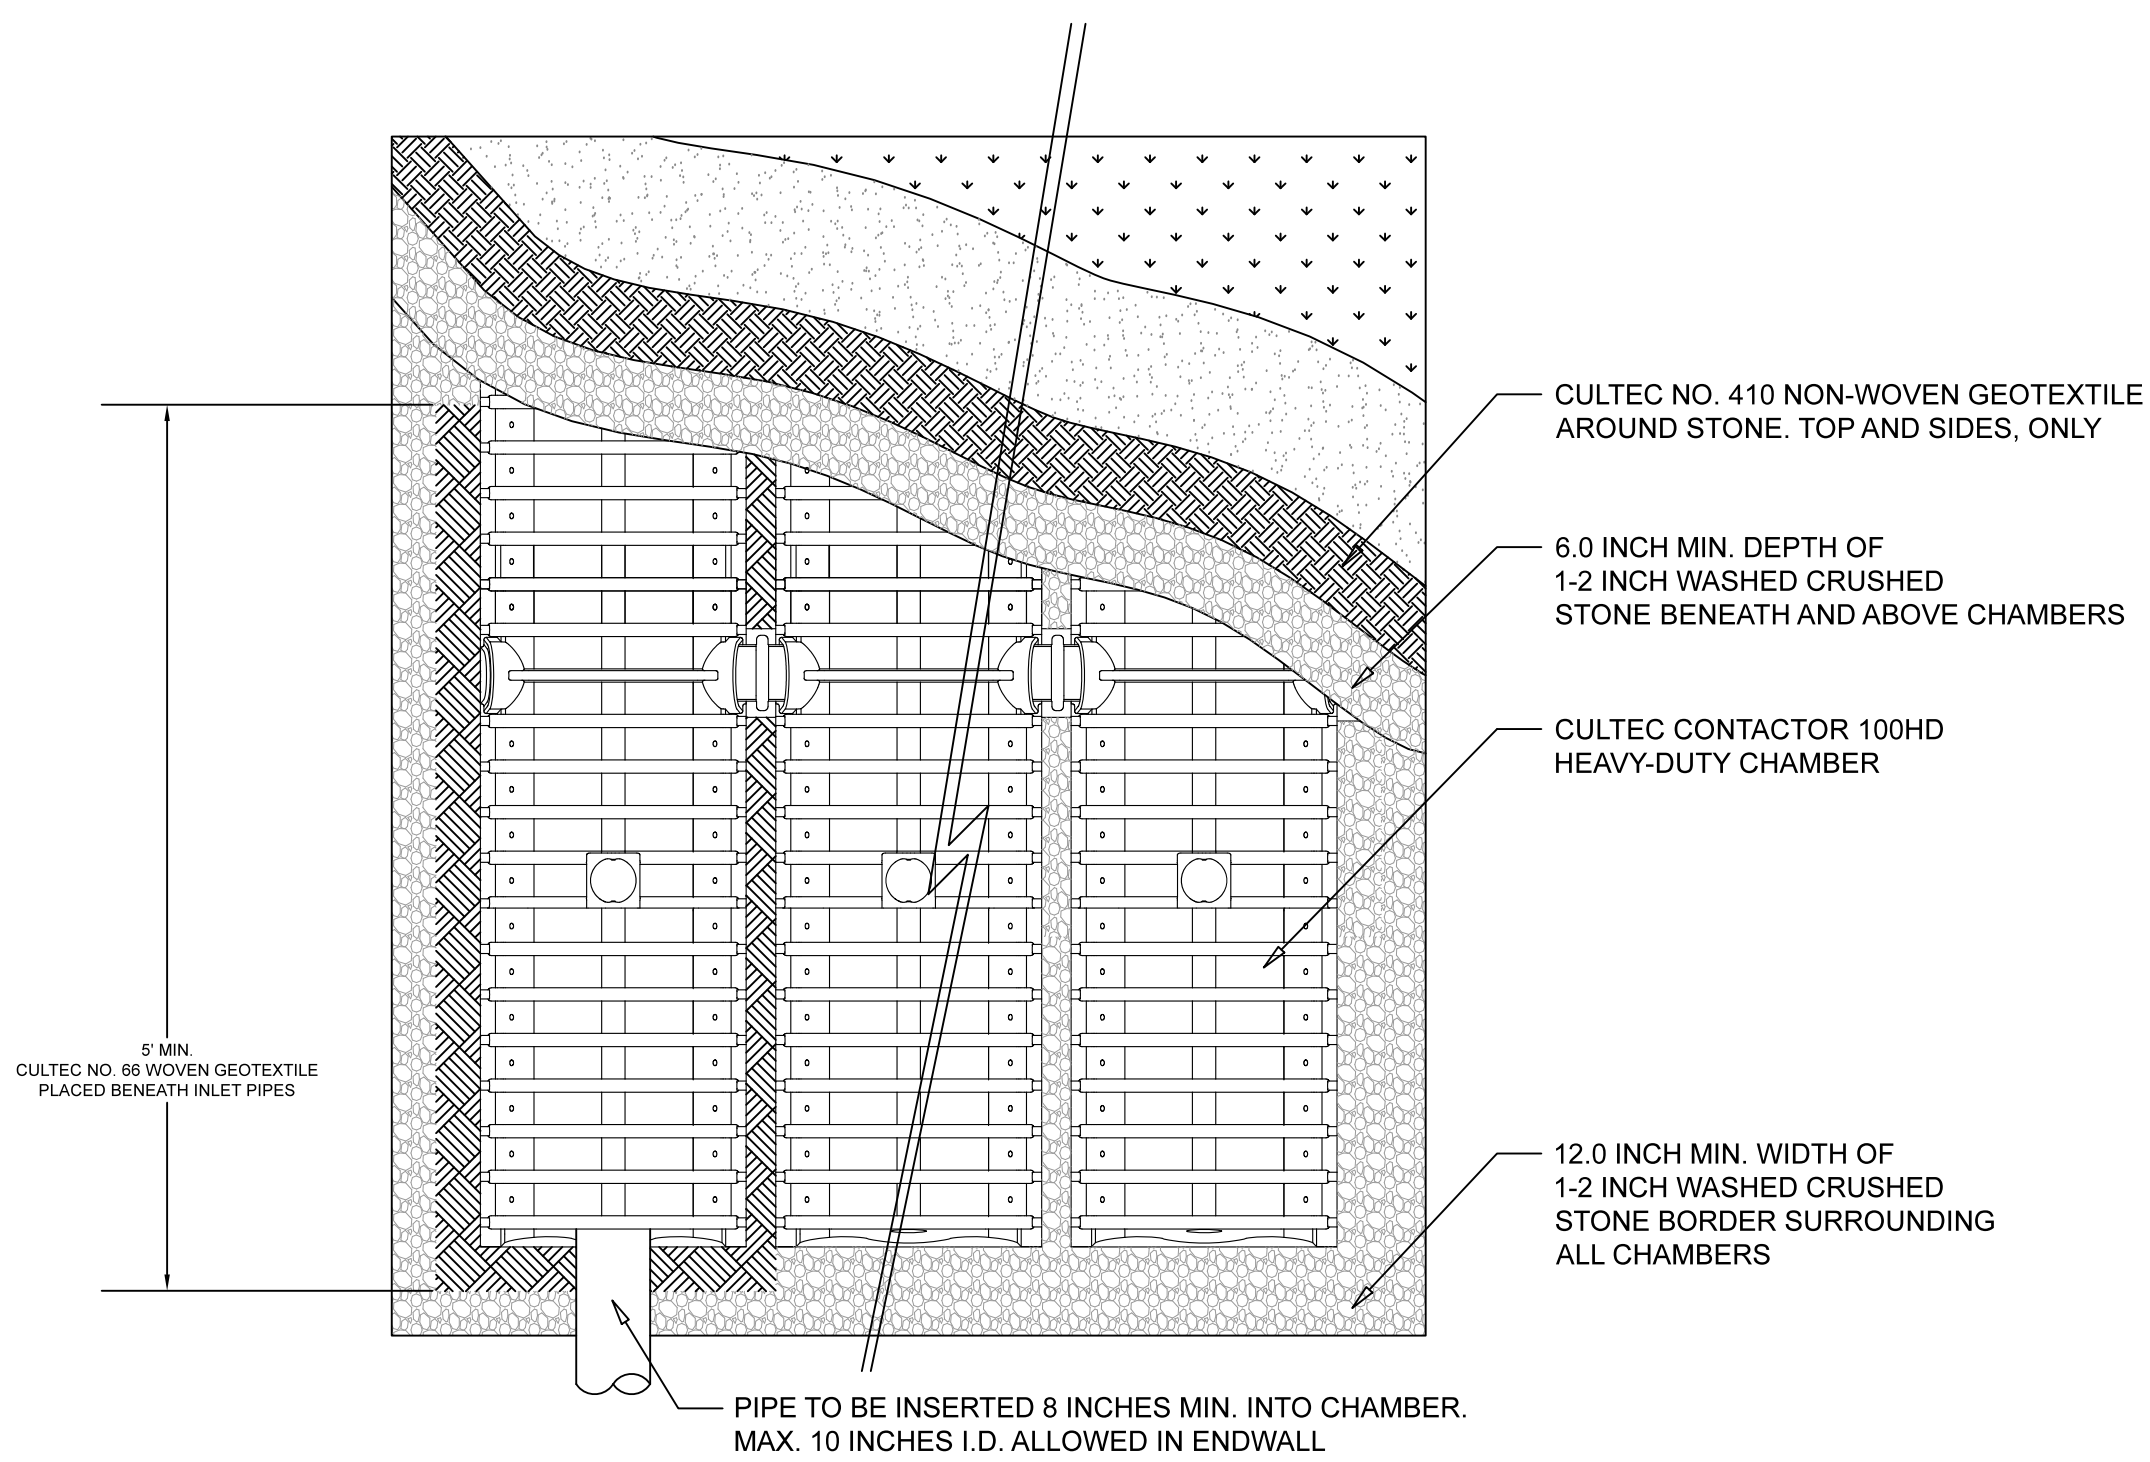 CULTEC NO. 410 NON-WOVEN GEOTEXTILE
AROUND STONE. TOP AND SIDES, ONLY
6.0 INCH MIN. DEPTH OF
1-2 INCH WASHED CRUSHED
STONE BENEATH AND ABOVE CHAMBERS
CULTEC CONTACTOR 100HD
HEAVY-DUTY CHAMBER
5' MIN.
CULTEC NO. 66 WOVEN GEOTEXTILE
PLACED BENEATH INLET PIPES
12.0 INCH MIN. WIDTH OF
1-2 INCH WASHED CRUSHED
STONE BORDER SURROUNDING
ALL CHAMBERS
PIPE TO BE INSERTED 8 INCHES MIN. INTO CHAMBER.
MAX. 10 INCHES I.D. ALLOWED IN ENDWALL